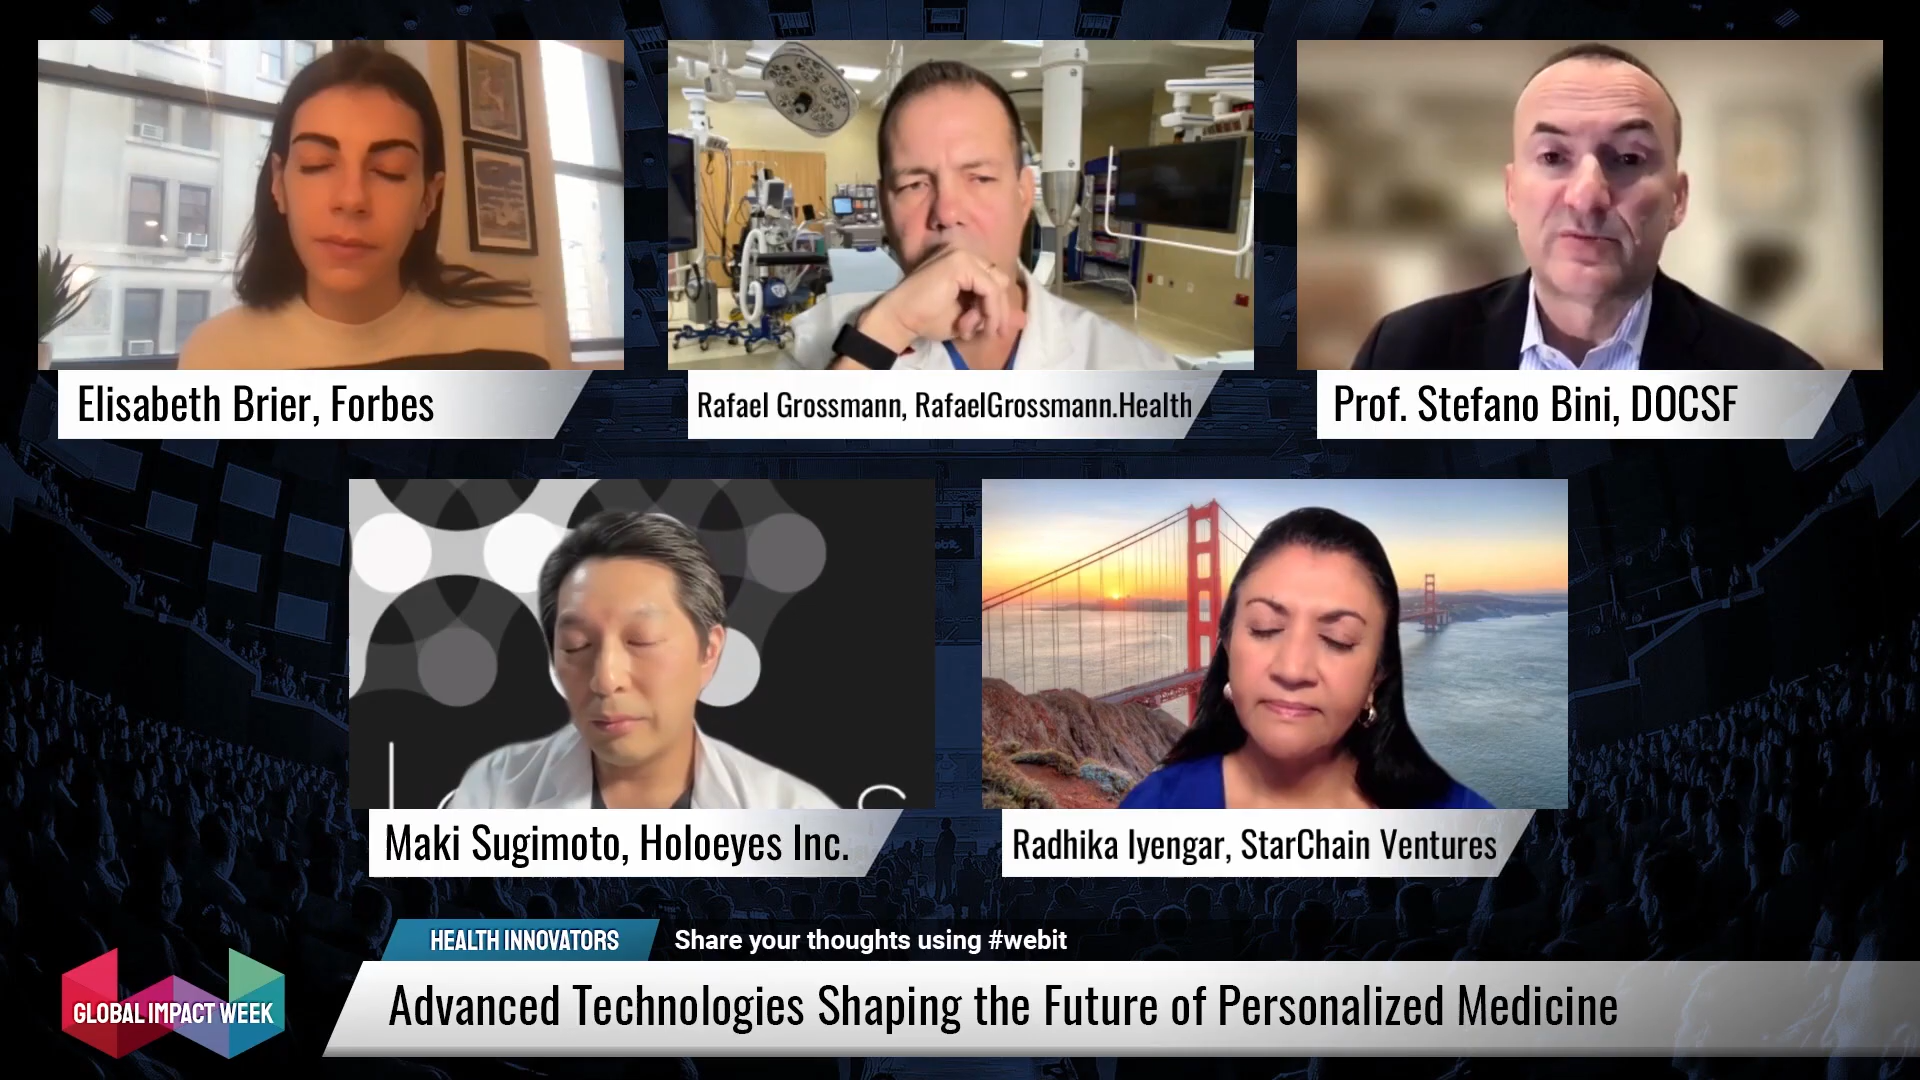 Elisabeth Brier, Forbes
Rafael Grossmann, RafaelGrossmann.Health
Prof. Stefano Bini, DOCSF
Maki Sugimoto, Holoeyes Inc.
Radhika Iyengar, StarChain Ventures
HEALTH INNOVATORS
Share your thoughts using #webit
GLOBAL IMPACT WEEK
Advanced Technologies Shaping the Future of Personalized Medicine